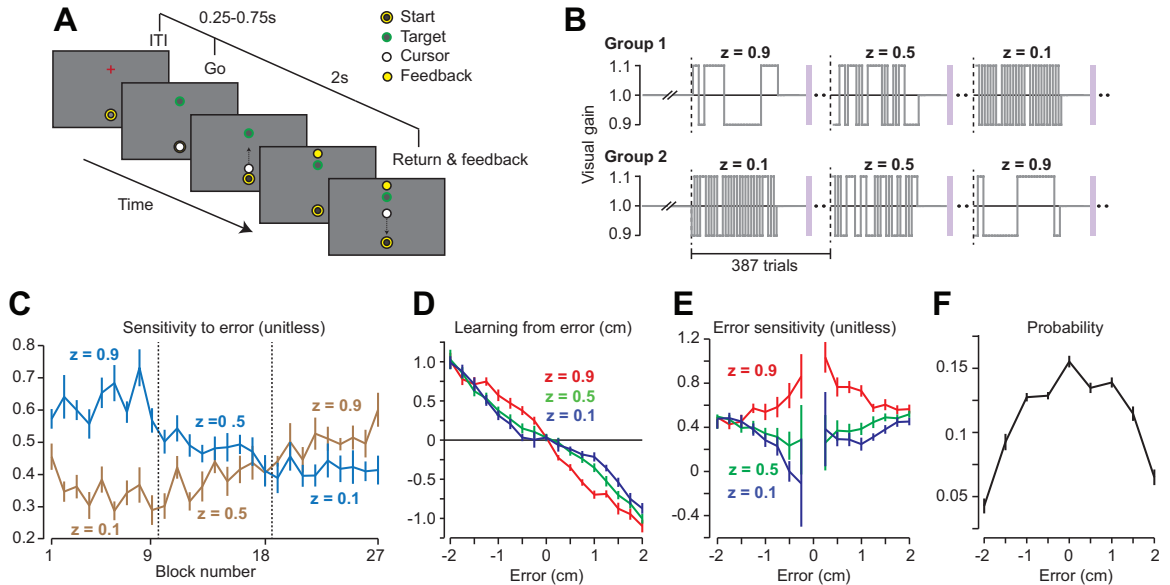 A
0.25-0.75s
ITI
Go
2s
Return & feedback
Time
Start
Target
Cursor
Feedback
B
Group 1
z = 0.9
z = 0.5
z = 0.1
1.1
1.0
0.9
Visual gain
Group 2
z = 0.1
z = 0.5
z = 0.9
1.1
1.0
0.9
387 trials
C
Sensitivity to error (unitless)
0.8
0.7
0.6
0.5
0.4
0.3
0.2
z = 0.9
z =0 .5
z = 0.9
z = 0.1
z = 0.5
z = 0.1
1
9
18
27
Block number
D
Learning from error (cm)
1.0
0.5
0
-0.5
-1.0
z = 0.9
z = 0.5
z = 0.1
-2
-1
0
1
2
Error (cm)
E
Error sensitivity (unitless)
1.2
0.8
0.4
0
-0.4
z = 0.9
z = 0.5
z = 0.1
-2
-1
0
1
2
Error (cm)
F
Probability
0.15
0.1
0.05
-2
-1
0
1
2
Error (cm)